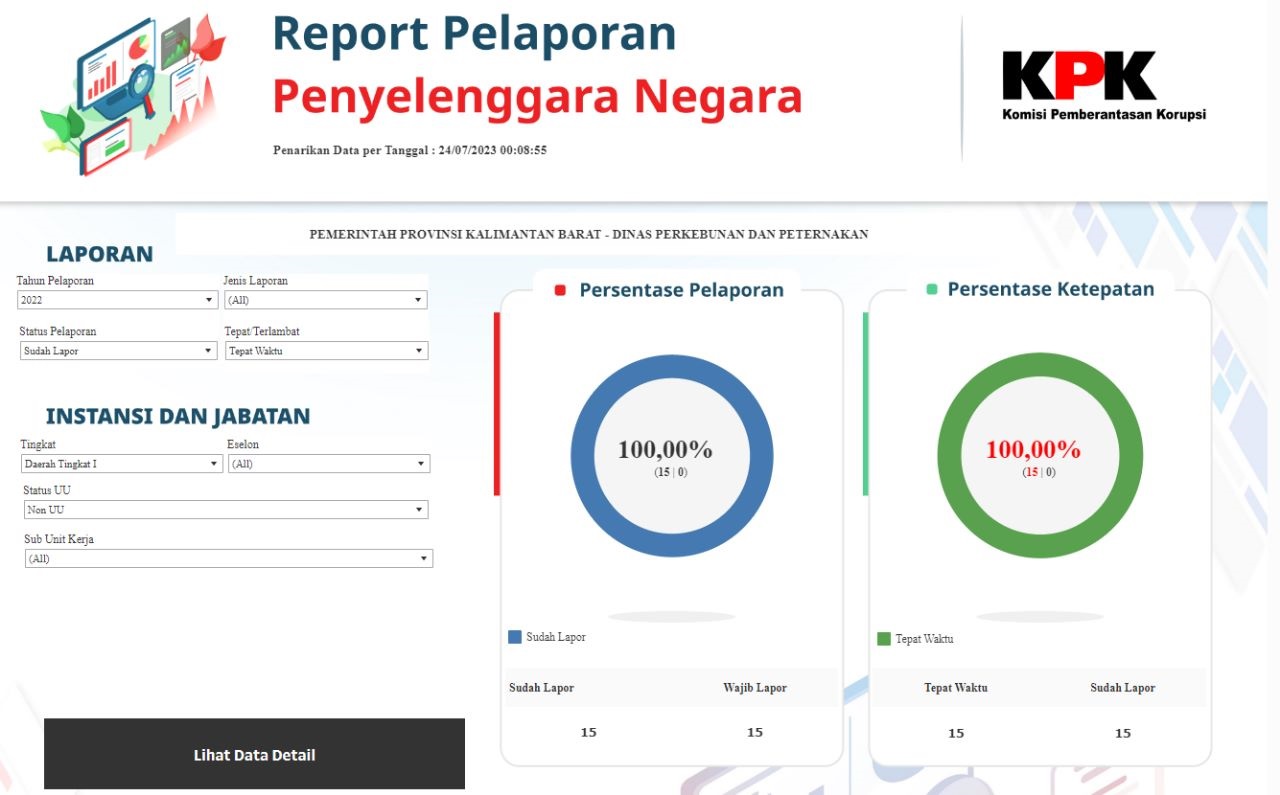 Report Pelaporan
Penyelenggara Negara
Penarikan Data per Tanggal : 24/07/2023 00:08:55
KPK
Komisi Pemberantasan Korupsi
PEMERINTAH PROVINSI KALIMANTAN BARAT - DINAS PERKEBUNAN DAN PETERNAKAN
LAPORAN
Tahun Pelaporan
2022
Jenis Laporan
(All)
Status Pelaporan
Sudah Lapor
Tepat/Terlambat
Tepat Waktu
INSTANSI DAN JABATAN
Tingkat
Daerah Tingkat I
Eselon
(All)
Status UU
Non UU
Sub Unit Kerja
(All)
Lihat Data Detail
Persentase Pelaporan
100,00%
(15 | 0)
Sudah Lapor
Sudah Lapor Wajib Lapor
15 15
Persentase Ketepatan
100,00%
(15 | 0)
Tepat Waktu
Tepat Waktu Sudah Lapor
15 15